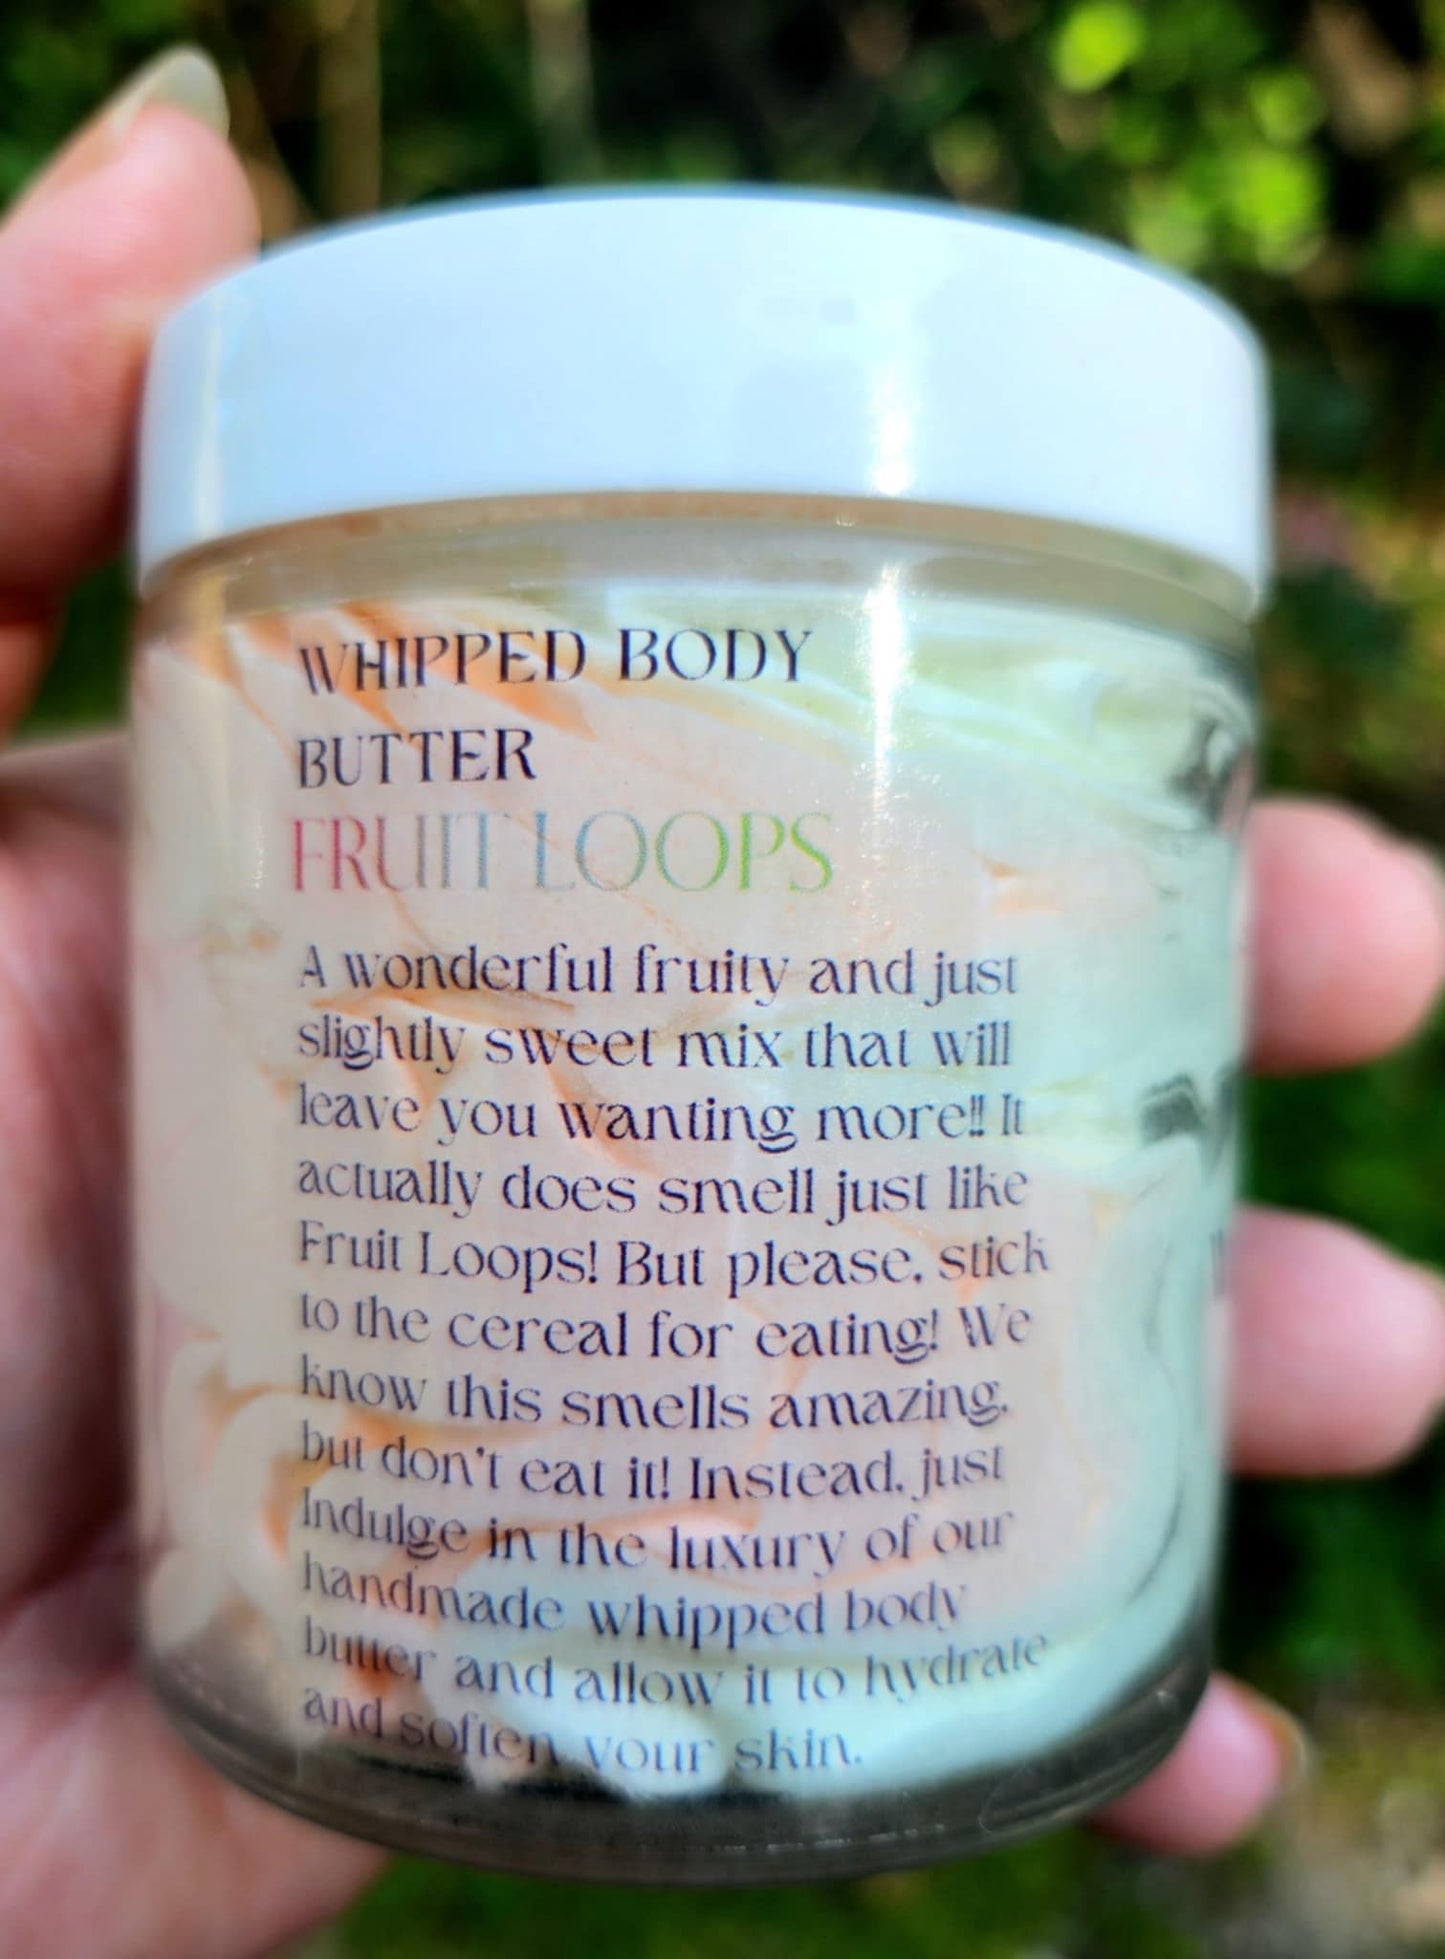 WHIPPED BODY
BUTTER
FRUIT LOOPS
A wonderful fruity and just
slightly sweet mix that will
leave you wanting more!! It
actually does smell just like
Fruit Loops! But please, stick
to the cereal for eating! We
know this smells amazing,
but don't eat it! Instead, just
Indulge in the luxury of our
handmade whipped body
butter and allow it to hydrate
and soften your skin.